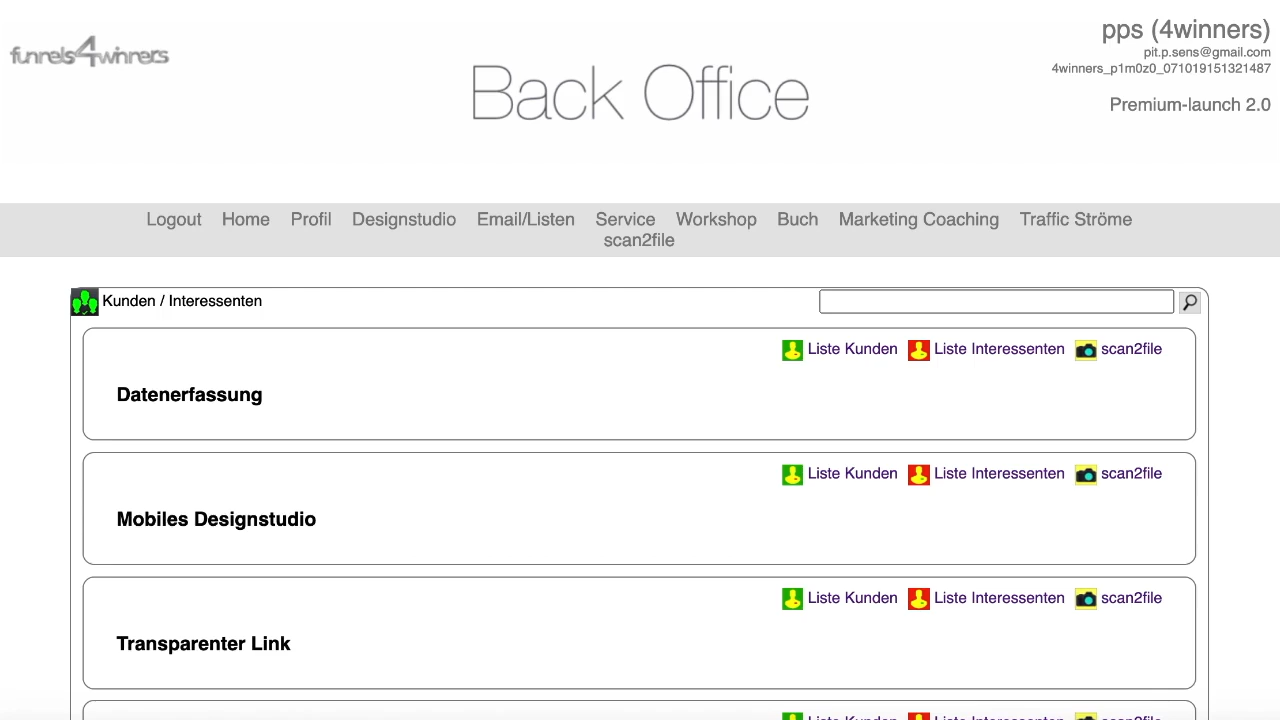 funnels4winners
pps (4winners)
pit.p.sens@gmail.com
4winners_p1m0z0_071019151321487
Back Office
Premium-launch 2.0
Logout Home Profil Designstudio Email/Listen Service Workshop Buch Marketing Coaching Traffic Ströme
scan2file
Kunden / Interessenten
Liste Kunden Liste Interessenten scan2file
Datenerfassung
Liste Kunden Liste Interessenten scan2file
Mobiles Designstudio
Liste Kunden Liste Interessenten scan2file
Transparenter Link
Liste Kunden Liste Interessenten scan2file